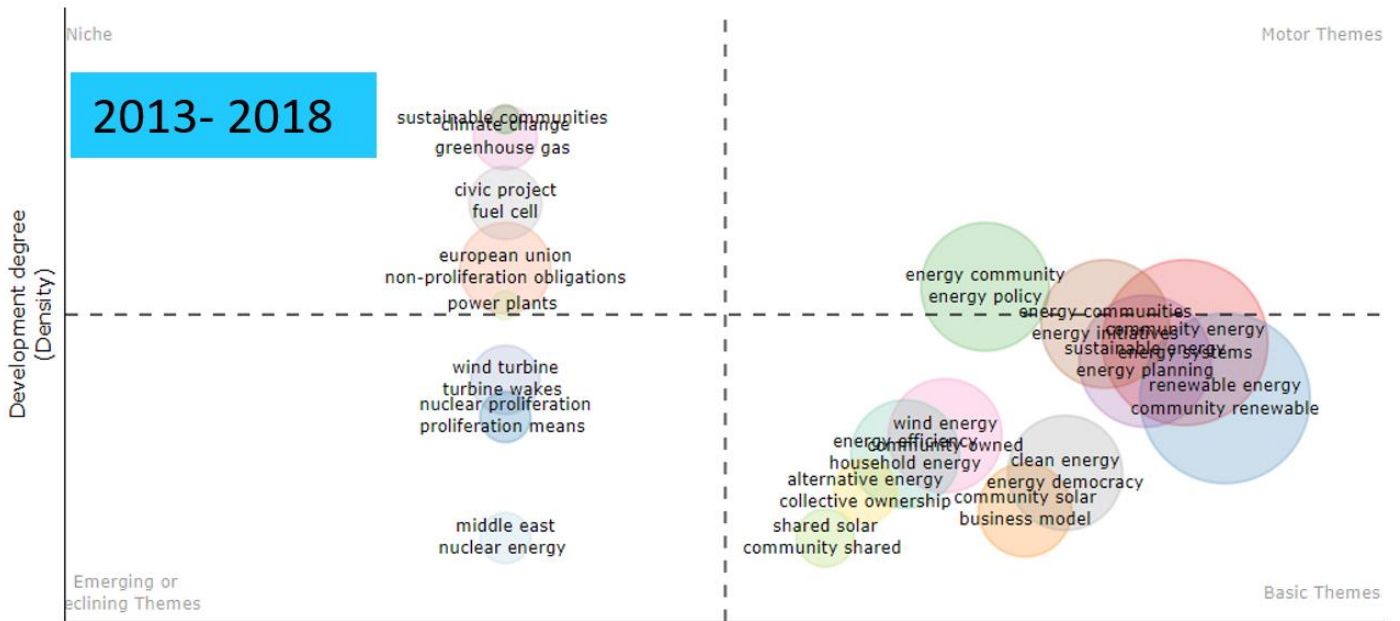 Niche
Motor Themes
2013- 2018
sustainable communities
climate change
greenhouse gas
civic project
fuel cell
european union
non-proliferation obligations
power plants
wind turbine
turbine wakes
nuclear proliferation
proliferation means
middle east
nuclear energy
energy community
energy policy
energy communities
energy initiatives
community energy
energy systems
sustainable energy
energy planning
renewable energy
community renewable
wind energy
community owned
energy efficiency
household energy
alternative energy
collective ownership
clean energy
energy democracy
community solar
business model
shared solar
community shared
Development degree
(Density)
Emerging or
eclining Themes
Basic Themes